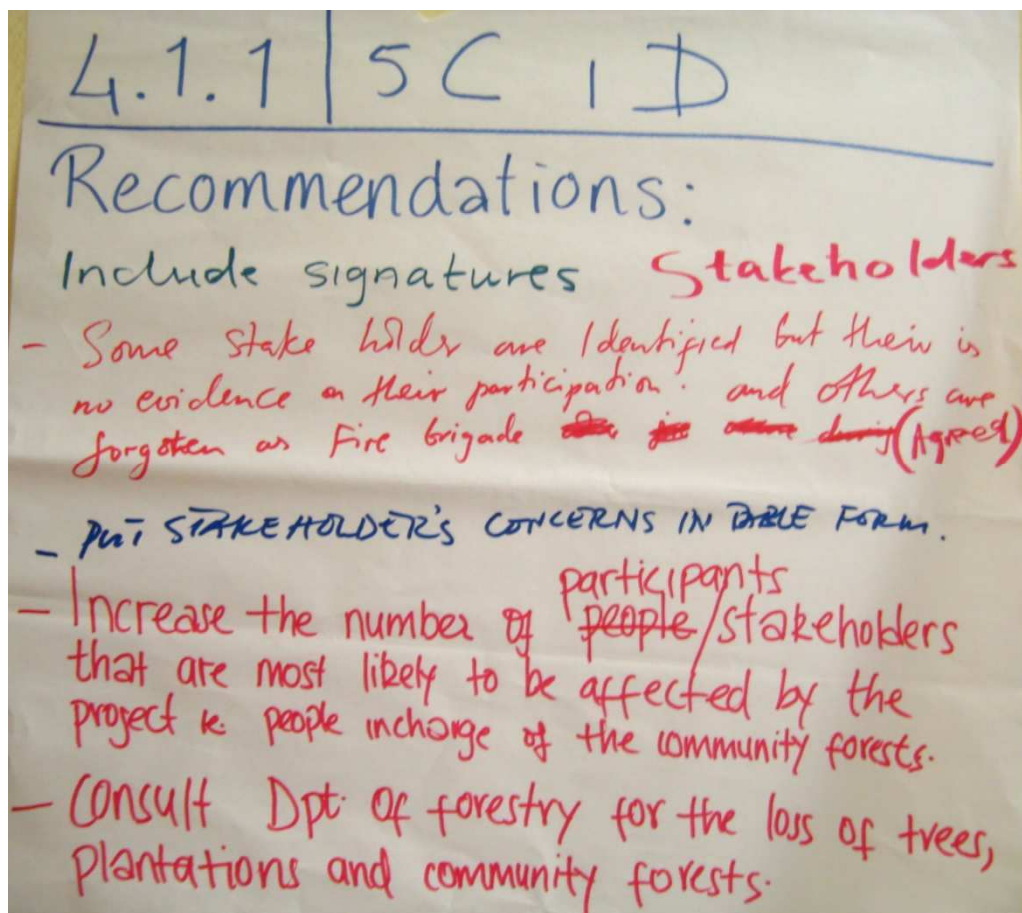 4.1.1 | 5 C , D
Recommendations:
Include signatures Stakeholders
- Some stake holder are Identified but their is
no evidence on their participation. and others are
forgotten as Fire brigade (Agreed)
- PUT STAKEHOLDER'S CONCERNS IN TABLE FORM.
participants
- Increase the number of people/stakeholders
that are most likely to be affected by the
project ie. people incharge of the community forests.
- Consult Dpt. of forestry for the loss of trees,
plantations and community forests.